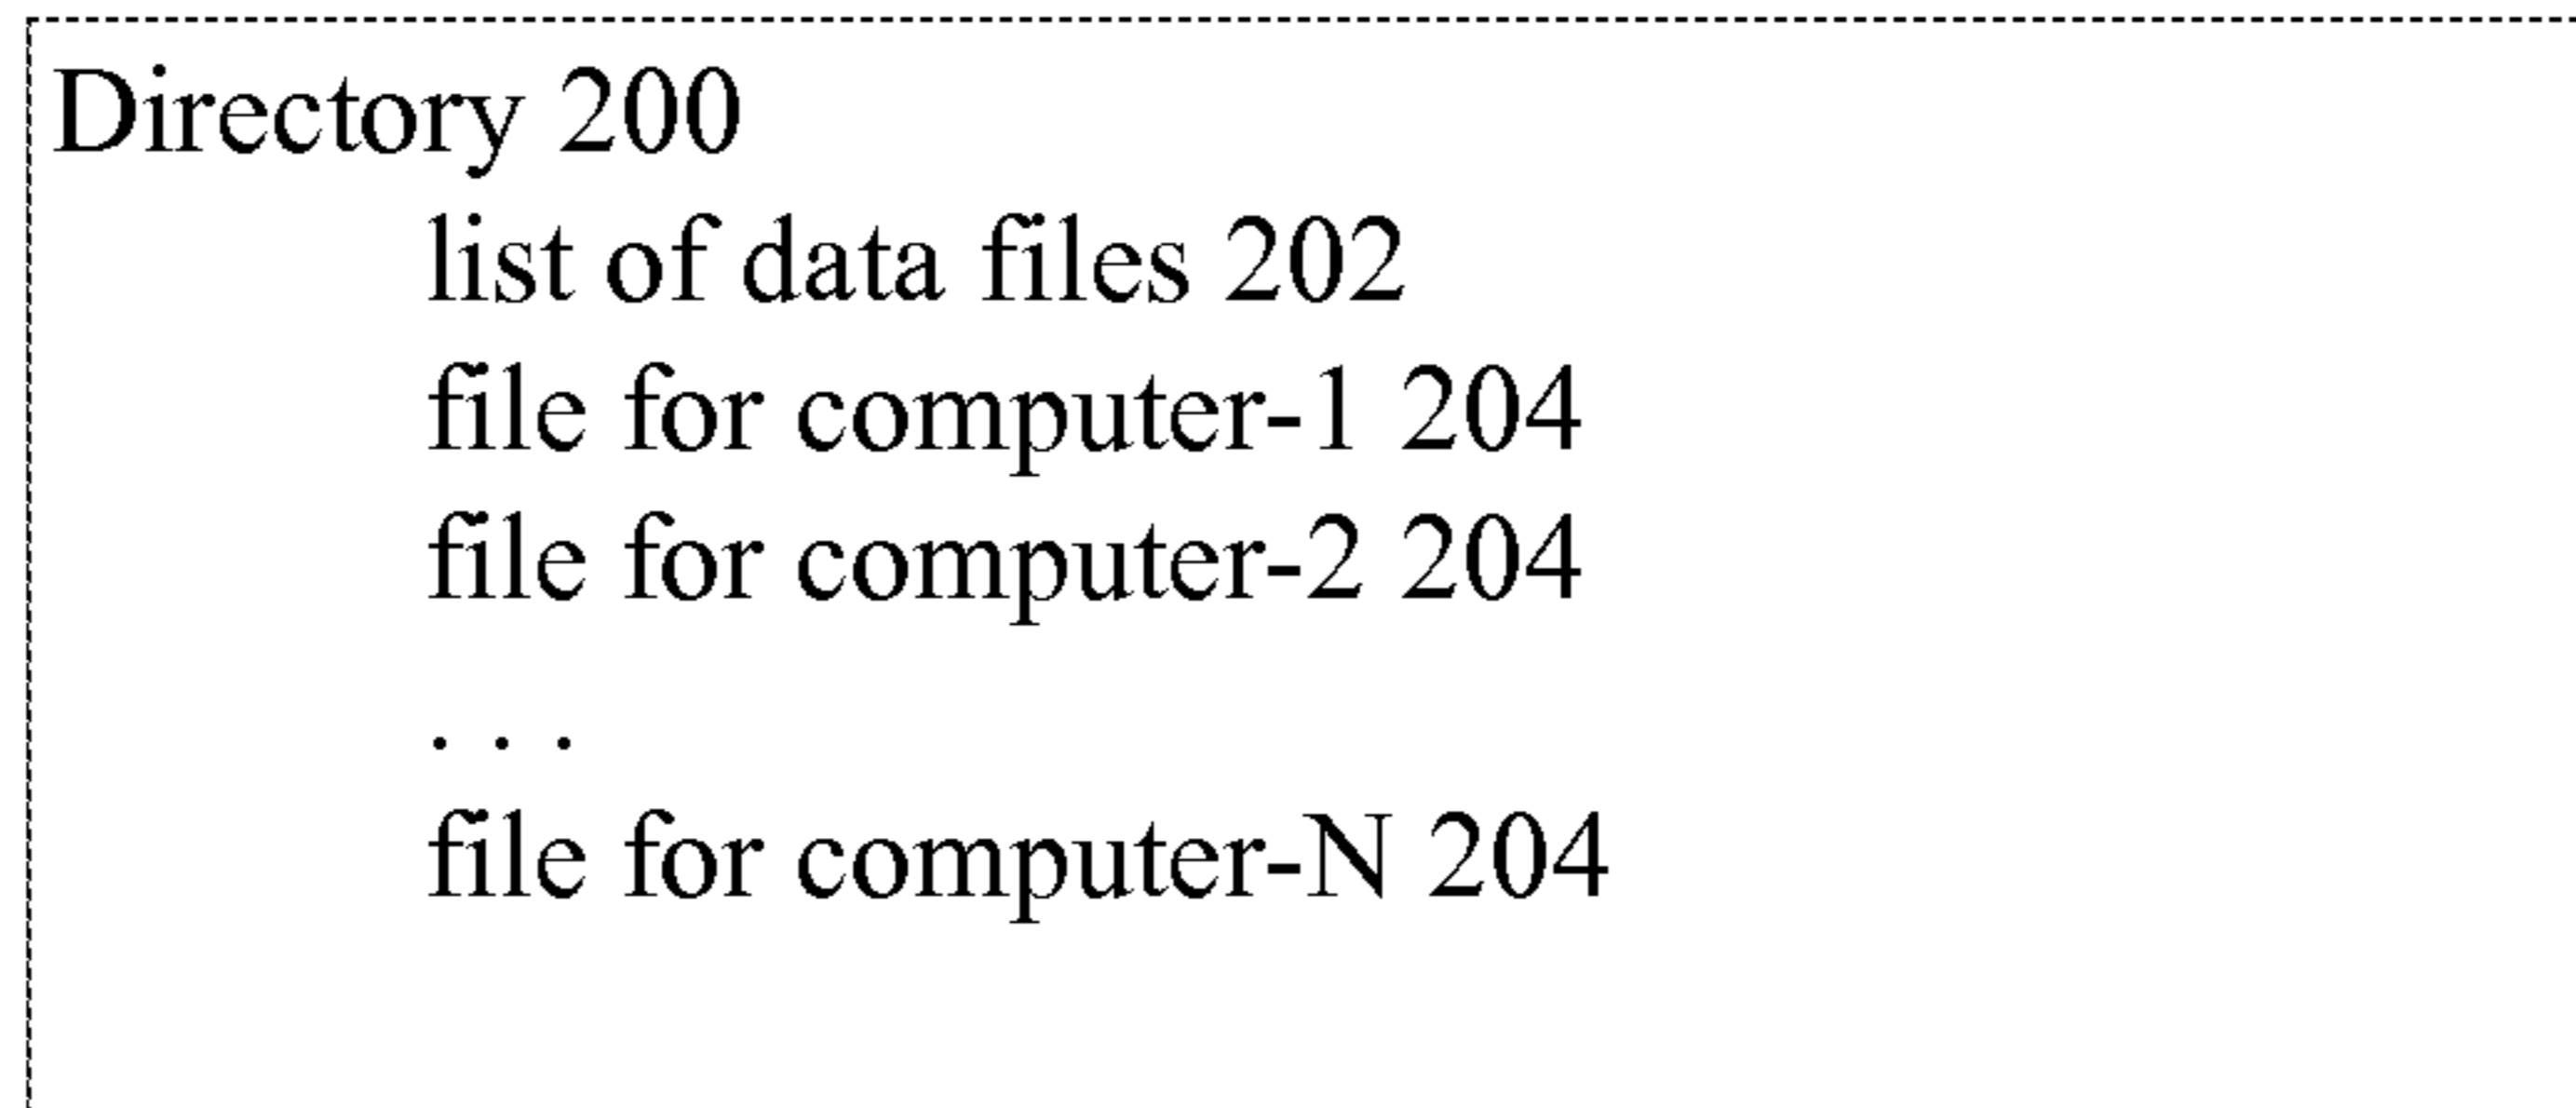 Directory 200
list of data files 202
file for computer-1 204
file for computer-2 204
. . .
file for computer-N 204